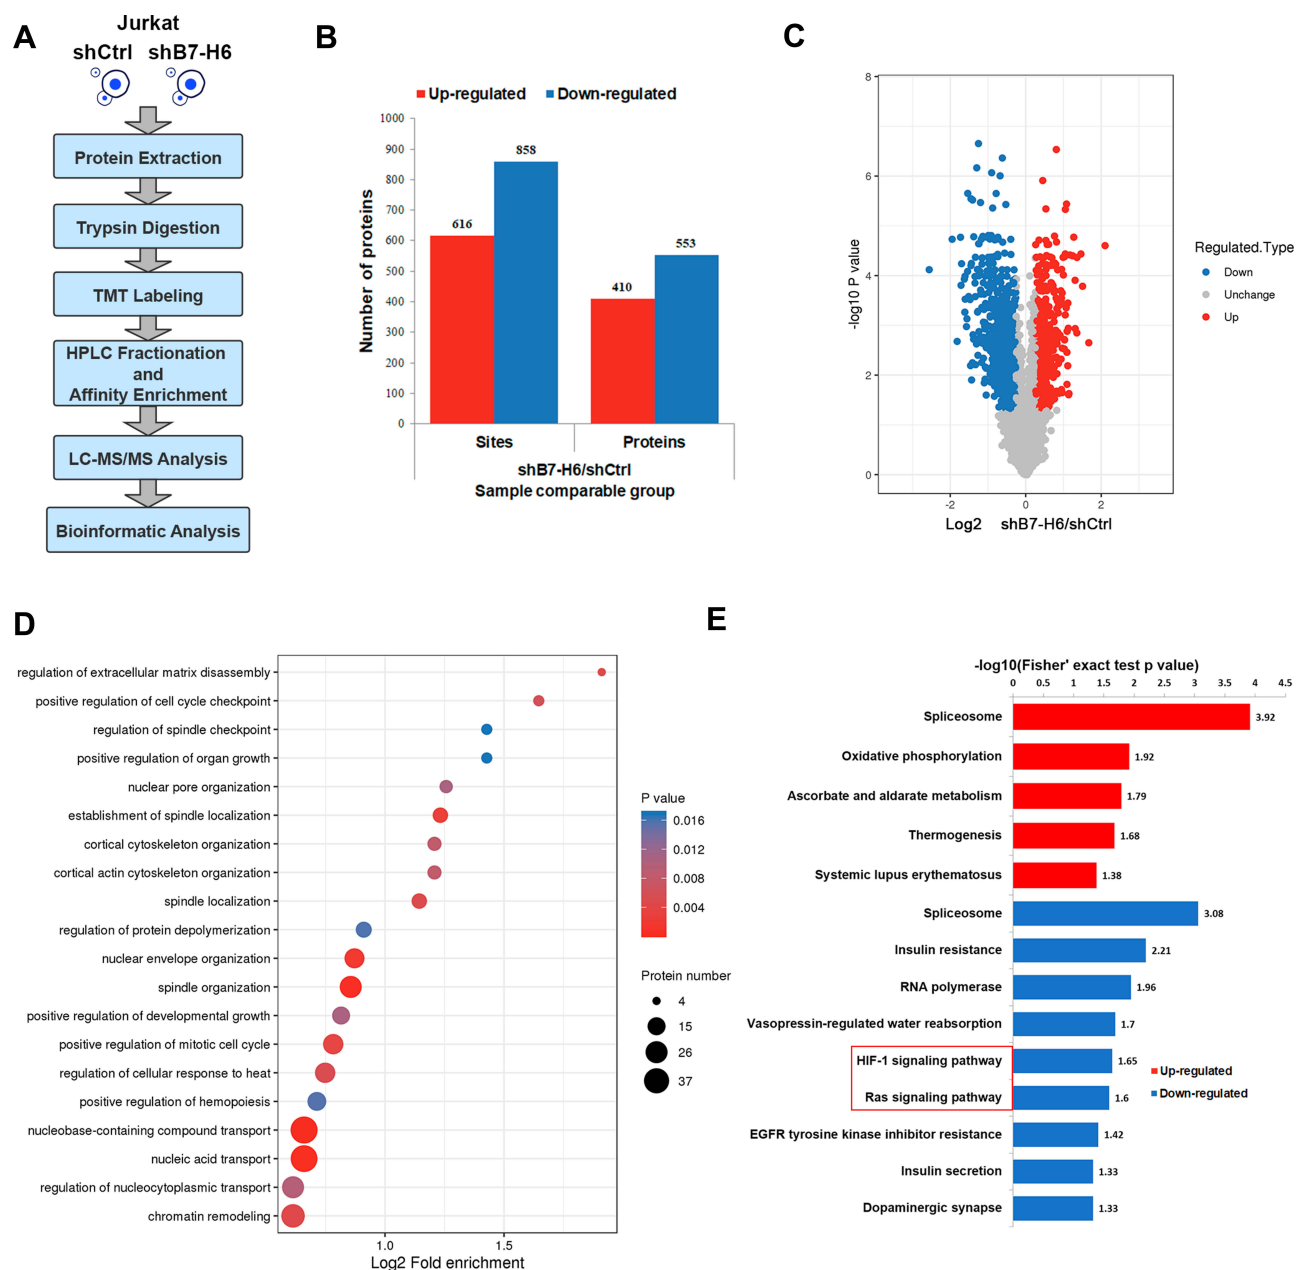 A
Jurkat
shCtrl shB7-H6
Protein Extraction
Trypsin Digestion
TMT Labeling
HPLC Fractionation
and
Affinity Enrichment
LC-MS/MS Analysis
Bioinformatic Analysis
B
Up-regulated Down-regulated
Number of proteins
1000
900
800
700
600
500
400
300
200
100
0
616
858
410
553
Sites Proteins
shB7-H6/shCtrl
Sample comparable group
C
-log10 P value
8
6
4
2
0
-2 0 2
Log2 shB7-H6/shCtrl
Regulated.Type
Down
Unchange
Up
D
regulation of extracellular matrix disassembly
positive regulation of cell cycle checkpoint
regulation of spindle checkpoint
positive regulation of organ growth
nuclear pore organization
establishment of spindle localization
cortical cytoskeleton organization
cortical actin cytoskeleton organization
spindle localization
regulation of protein depolymerization
nuclear envelope organization
spindle organization
positive regulation of developmental growth
positive regulation of mitotic cell cycle
regulation of cellular response to heat
positive regulation of hemopoiesis
nucleobase-containing compound transport
nucleic acid transport
regulation of nucleocytoplasmic transport
chromatin remodeling
1.0 1.5
Log2 Fold enrichment
P value
0.016
0.012
0.008
0.004
Protein number
4
15
26
37
E
-log10(Fisher' exact test p value)
0 0.5 1 1.5 2 2.5 3 3.5 4 4.5
Spliceosome 3.92
Oxidative phosphorylation 1.92
Ascorbate and aldarate metabolism 1.79
Thermogenesis 1.68
Systemic lupus erythematosus 1.38
Spliceosome 3.08
Insulin resistance 2.21
RNA polymerase 1.96
Vasopressin-regulated water reabsorption 1.7
HIF-1 signaling pathway 1.65
Ras signaling pathway 1.6
EGFR tyrosine kinase inhibitor resistance 1.42
Insulin secretion 1.33
Dopaminergic synapse 1.33
Up-regulated
Down-regulated